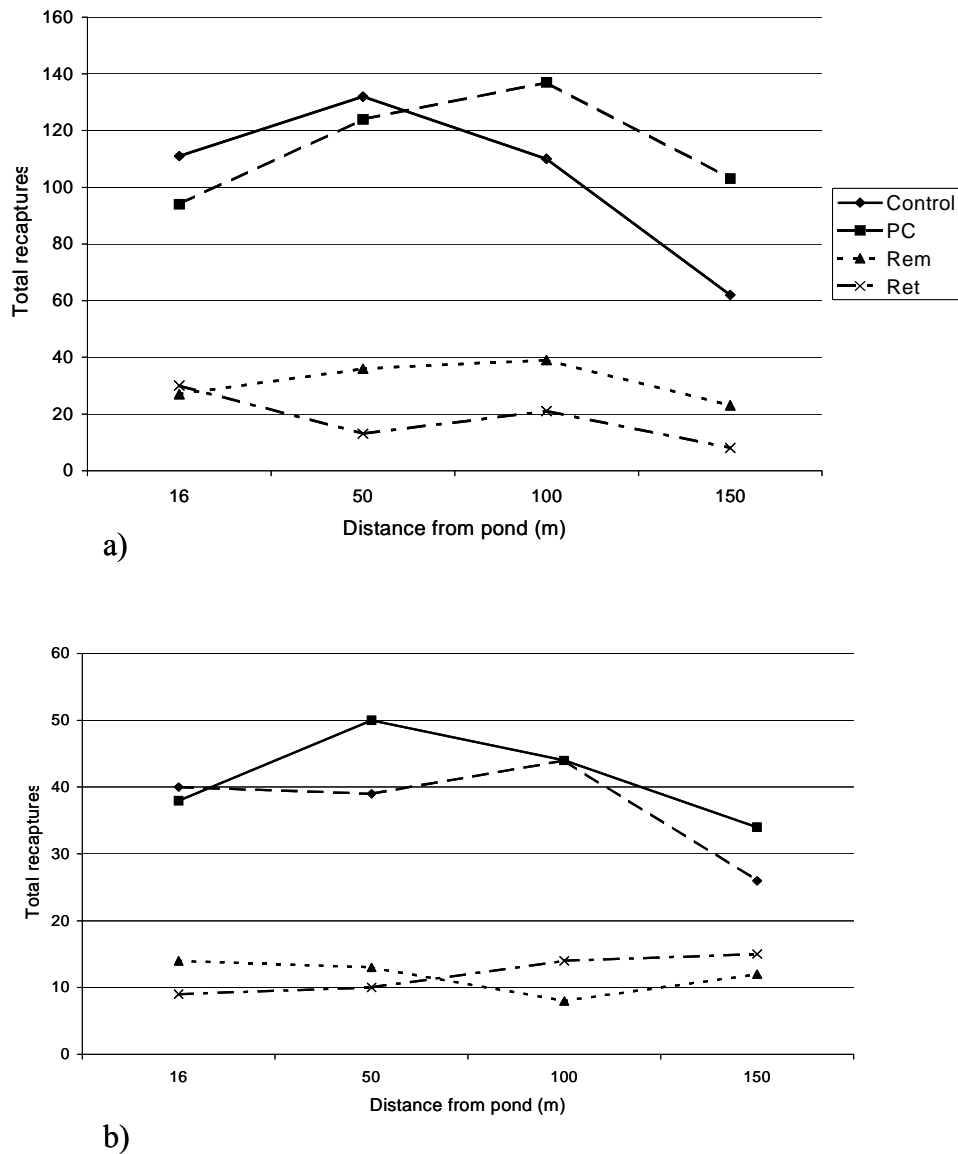 160
140
120
100
80
60
40
20
0
Total recaptures
16 50 100 150
Distance from pond (m)
Control
PC
Rem
Ret
a)
60
50
40
30
20
10
0
Total recaptures
16 50 100 150
Distance from pond (m)
b)